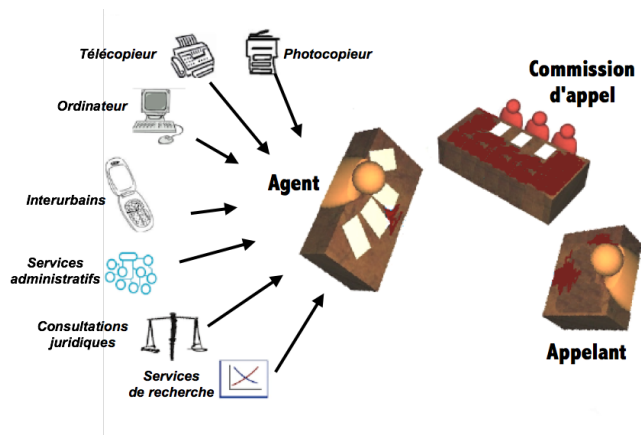 Télécopieur
Photocopieur
Ordinateur
Interurbains
Services
administratifs
Consultations
juridiques
Services
de recherche
Agent
Commission
d'appel
Appelant